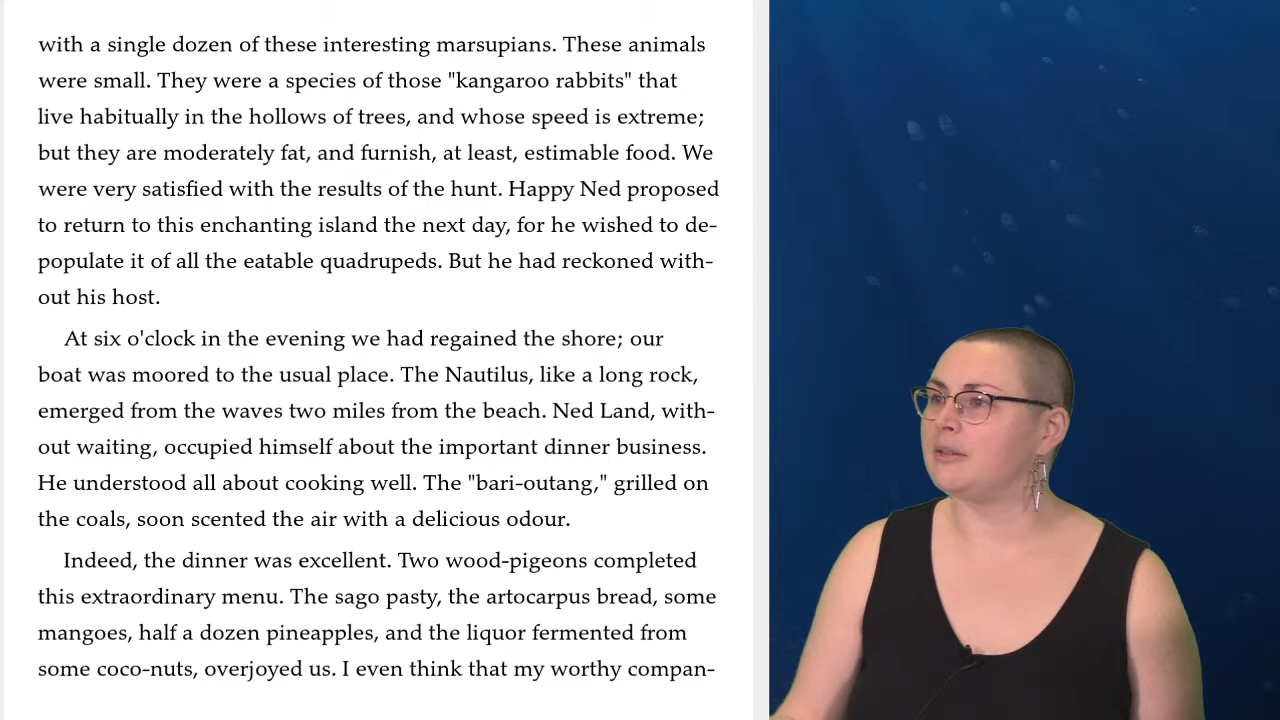 with a single dozen of these interesting marsupians. These animals
were small. They were a species of those "kangaroo rabbits" that
live habitually in the hollows of trees, and whose speed is extreme;
but they are moderately fat, and furnish, at least, estimable food. We
were very satisfied with the results of the hunt. Happy Ned proposed
to return to this enchanting island the next day, for he wished to de-
populate it of all the eatable quadrupeds. But he had reckoned with-
out his host.
At six o'clock in the evening we had regained the shore; our
boat was moored to the usual place. The Nautilus, like a long rock,
emerged from the waves two miles from the beach. Ned Land, with-
out waiting, occupied himself about the important dinner business.
He understood all about cooking well. The "bari-outang," grilled on
the coals, soon scented the air with a delicious odour.
Indeed, the dinner was excellent. Two wood-pigeons completed
this extraordinary menu. The sago pasty, the artocarpus bread, some
mangoes, half a dozen pineapples, and the liquor fermented from
some coco-nuts, overjoyed us. I even think that my worthy compan-